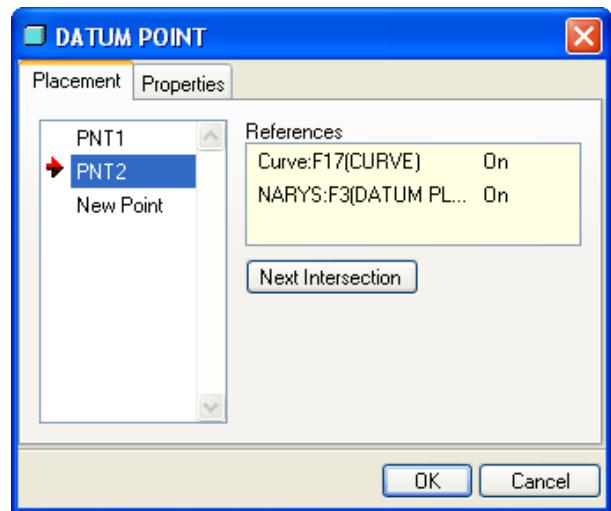 DATUM POINT
Placement Properties
PNT1
PNT2
New Point
References
Curve:F17(CURVE) On
NARYS:F3(DATUM PL... On
Next Intersection
OK Cancel